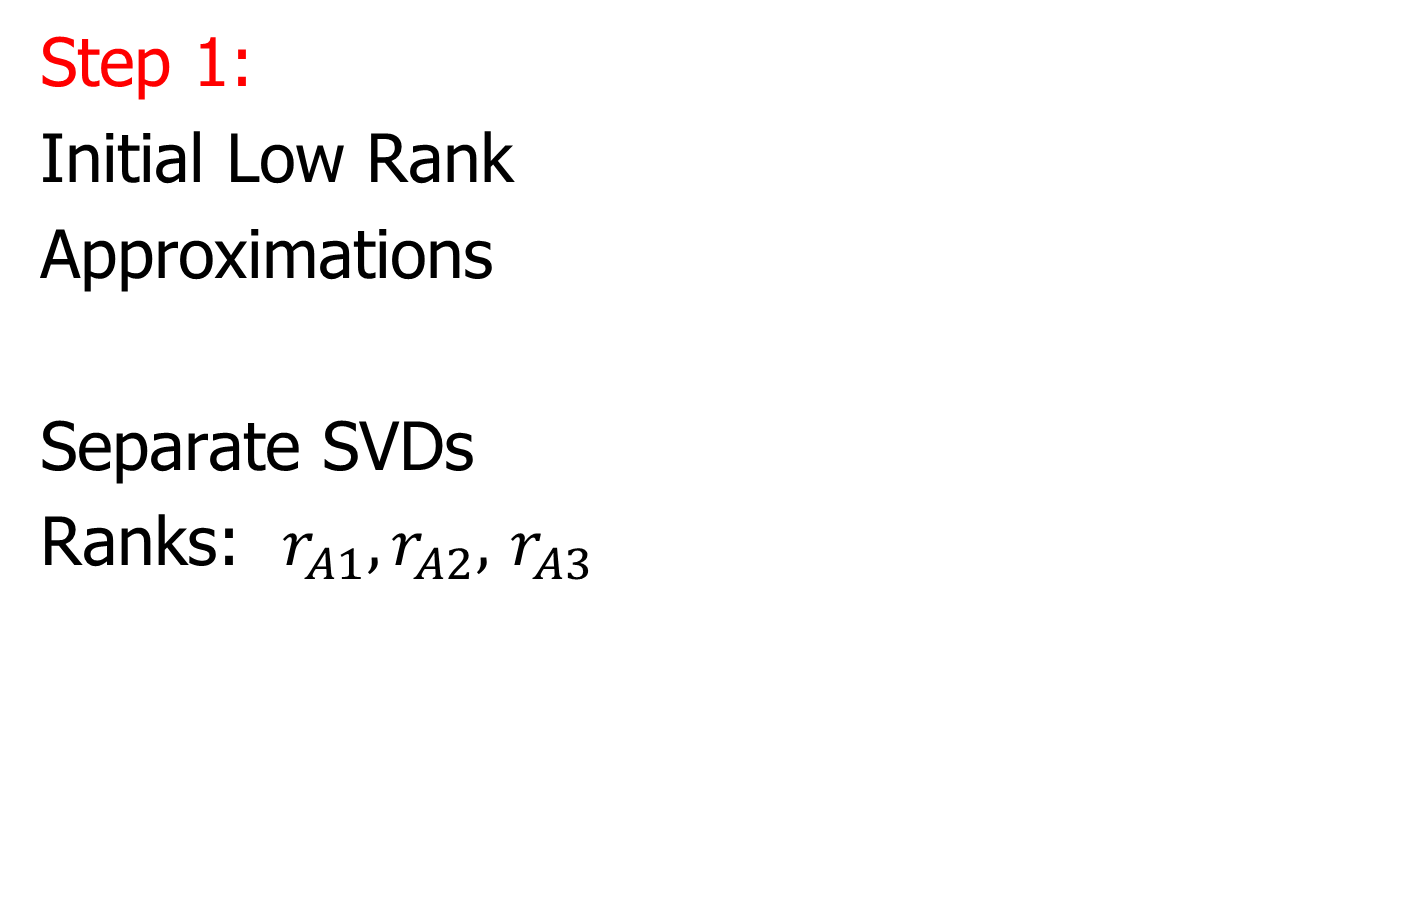 Step 1:
Initial Low Rank
Approximations
Separate SVDs
Ranks: $r_{A1}, r_{A2}, r_{A3}$